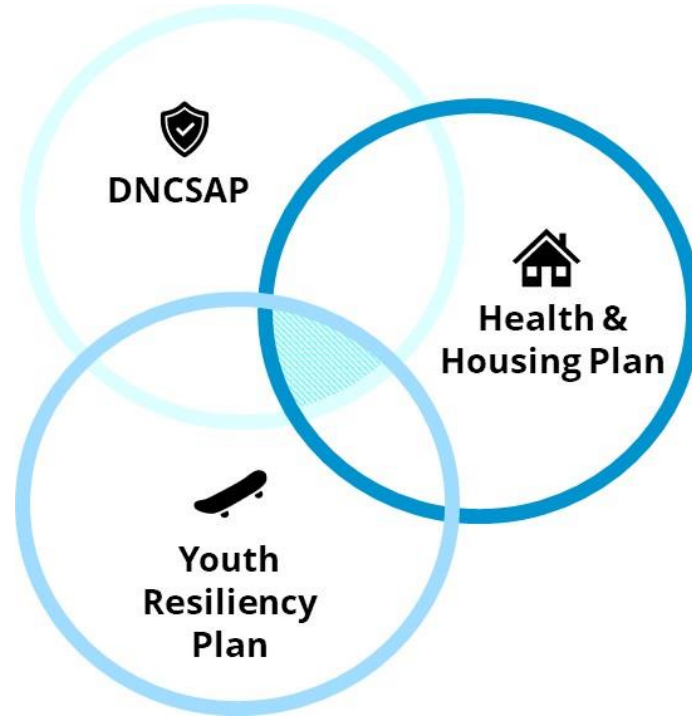 DNCSAP
Health &
Housing Plan
Youth
Resiliency
Plan